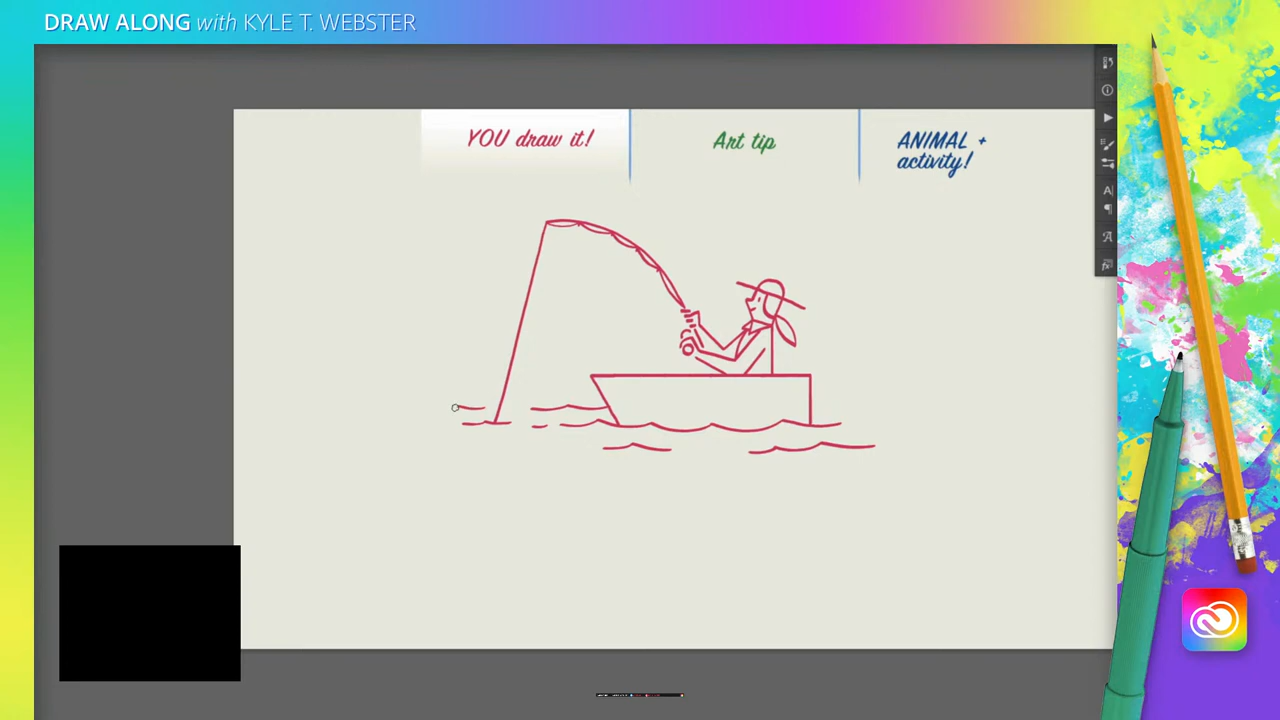 DRAW ALONG with KYLE T. WEBSTER
YOU draw it!
Art tip
ANIMAL +
activity!